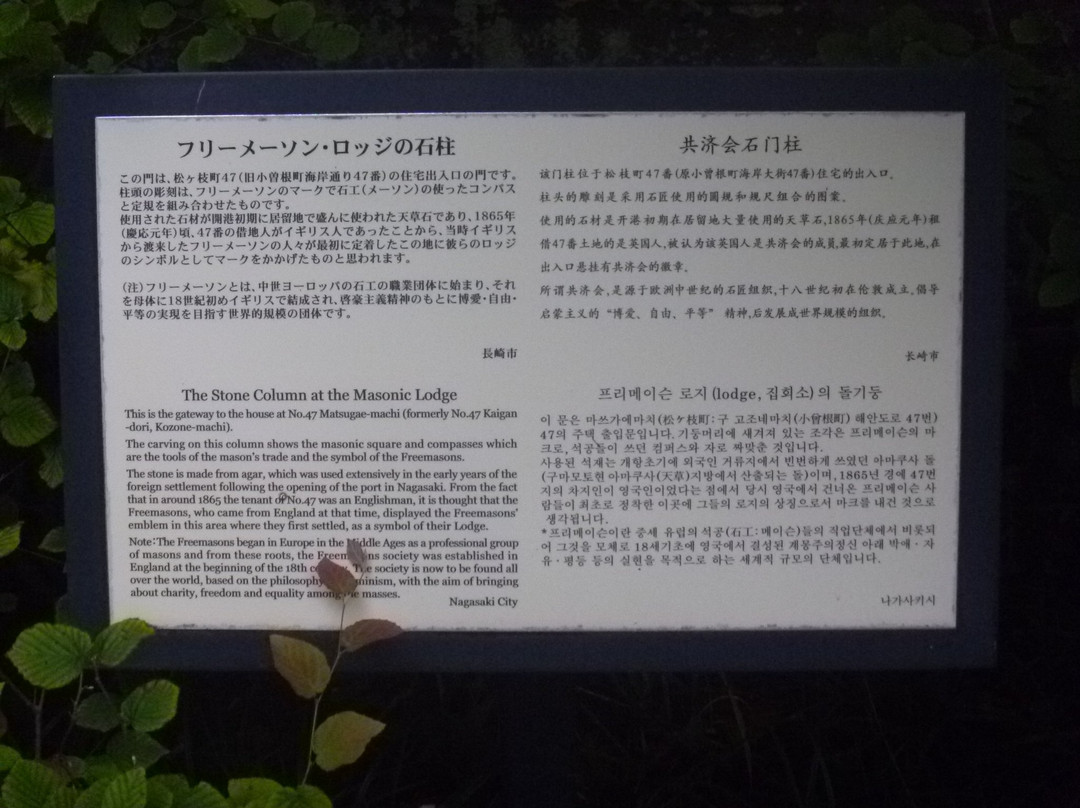 フリーメーソン・ロッジの石柱
この門は、松ヶ枝町47(旧小曽根町海岸通り47番)の住宅出入口の門です。
柱頭の彫刻は、フリーメーソンのマークで石工(メーソン)の使ったコンパス
と定規を組み合わせたものです。
使用された石材が開港初期に居留地で盛んに使われた天草石であり、1865年
(慶応元年)頃、47番の借地人がイギリス人であったことから、当時イギリス
から渡来したフリーメーソンの人々が最初に定着したこの地に彼らのロッジ
のシンボルとしてマークをかかげたものと思われます。
(注)フリーメーソンとは、中世ヨーロッパの石工の職業団体に始まり、それ
を母体に18世紀初めイギリスで結成され、啓豪主義精神のもとに博愛・自由・
平等の実現を目指す世界的規模の団体です。
長崎市
共济会石门柱
该门柱位于松枝町47番(原小曾根町海岸大街47番)住宅的出入口。
柱头的雕刻是采用石匠使用的圆规和规尺组合的图案。
使用的石材是开港初期在居留地大量使用的天草石,1865年(庆应元年)租
借47番土地的是英国人,被认为该英国人是共济会的成員,最初定居于此地,在
出入口悬挂有共济会的徽章。
所谓共济会,是源于欧洲中世纪的石匠组织,十八世纪初在伦敦成立,倡导
启蒙主义的“博爱、自由、平等” 精神,后发展成世界规模的组织。
长崎市
The Stone Column at the Masonic Lodge
This is the gateway to the house at No.47 Matsugae-machi (formerly No.47 Kaigan
-dori, Kozone-machi).
The carving on this column shows the masonic square and compasses which
are the tools of the mason's trade and the symbol of the Freemasons.
The stone is made from agar, which was used extensively in the early years of the
foreign settlement following the opening of the port in Nagasaki. From the fact
that in around 1865 the tenant of No.47 was an Englishman, it is thought that the
Freemasons, who came from England at that time, displayed the Freemasons'
emblem in this area where they first settled, as a symbol of their Lodge.
Note:The Freemasons began in Europe in the Middle Ages as a professional group
of masons and from these roots, the society was established in
England at the beginning of the 18th The society is now to be found all
over the world, based on the philosophy with the aim of bringing
about charity, freedom and equality among the masses.
Nagasaki City
프리메이슨 로지 (lodge, 집회소)의 돌기둥
이 문은 마쓰가에마치(松ケ枝町:구 고조네마치(小曾根町) 해안도로 47번)
47의 주택 출입문입니다. 기둥머리에 새겨져 있는 조각은 프리메이슨의 마
크로, 석공들이 쓰던 컴퍼스와 자로 짜맞춘 것입니다.
사용된 석재는 개항초기에 외국인 거류지에서 빈번하게 쓰였던 아마쿠사 돌
(구마모토현 아마쿠사(天草)지방에서 산출되는 돌)이며, 1865년 경에 47번
지의 차지인이 영국인이었다는 점에서 당시 영국에서 건너온 프리메이슨 사
람들이 최초로 정착한 이곳에 그들의 로지의 상징으로서 마크를 내건 것으로
생각됩니다.
*프리메이슨이란 중세 유럽의 석공(石工:메이슨)들의 직업단체에서 비롯되
어 그것을 모체로 18세기초에 영국에서 결성된 계몽주의정신 아래 박애・자
유・평등 등의 실현을 목적으로 하는 세계적 규모의 단체입니다.
나가사키시